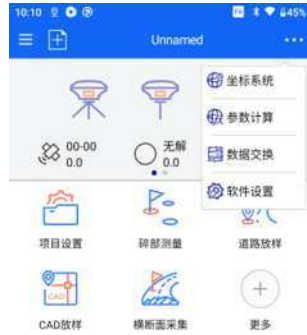 10:10
45%
Unnamed
坐标系统
参数计算
数据交换
软件设置
00-00
0.0
无解
0.0
项目设置
碎部测量
道路放样
CAD
CAD放样
横断面采集
更多